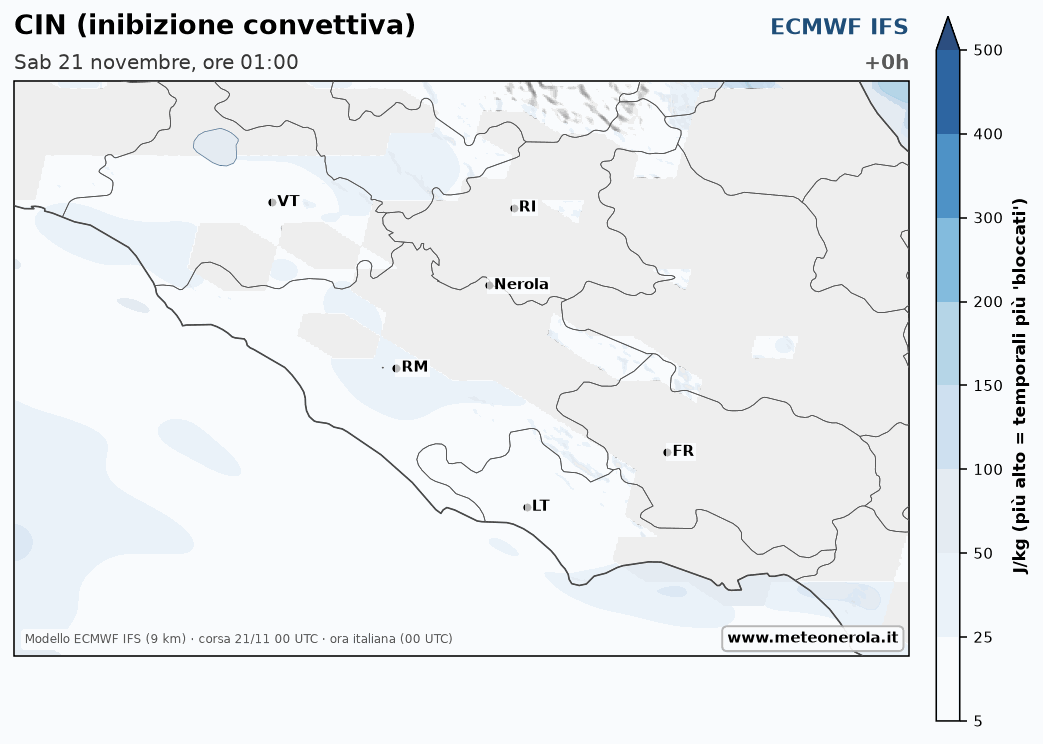 CIN (inibizione convettiva)
ECMWF IFS
Sab 21 novembre, ore 01:00
+0h
VT
RI
Nerola
RM
FR
LT
Modello ECMWF IFS (9 km) · corsa 21/11 00 UTC · ora italiana (00 UTC)
www.meteonerola.it
500
400
300
200
150
100
50
25
5
J/kg (più alto = temporali più 'bloccati')